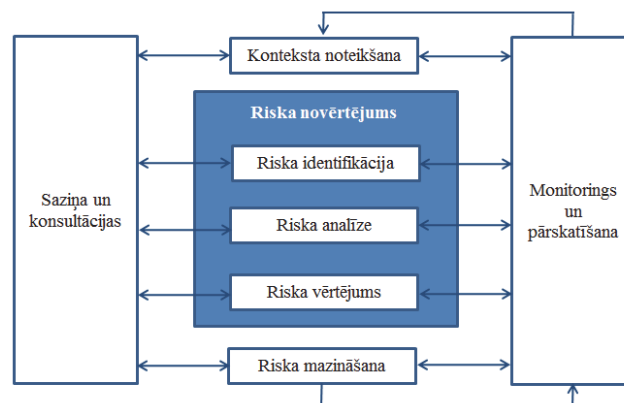 Konteksta noteikšana
Riska novērtējums
Riska identifikācija
Saziņa un
konsultācijas
Riska analīze
Monitorings
un
pārskatīšana
Riska vērtējums
Riska mazināšana